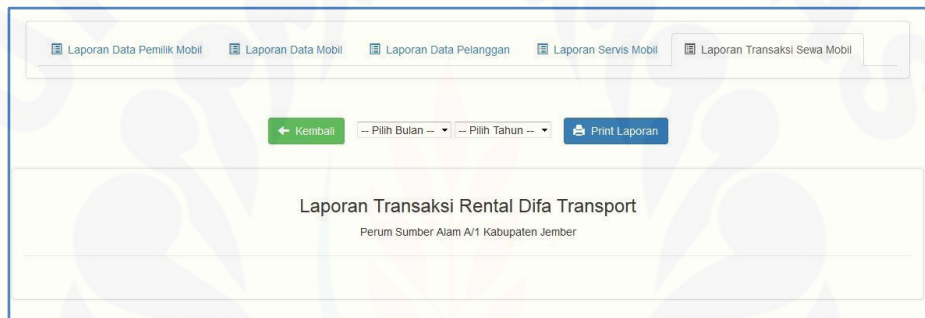 Laporan Data Pemilik Mobil Laporan Data Mobil Laporan Data Pelanggan Laporan Servis Mobil Laporan Transaksi Sewa Mobil
Kembali -- Pilih Bulan -- -- Pilih Tahun -- Print Laporan
Laporan Transaksi Rental Difa Transport
Perum Sumber Alam A/1 Kabupaten Jember